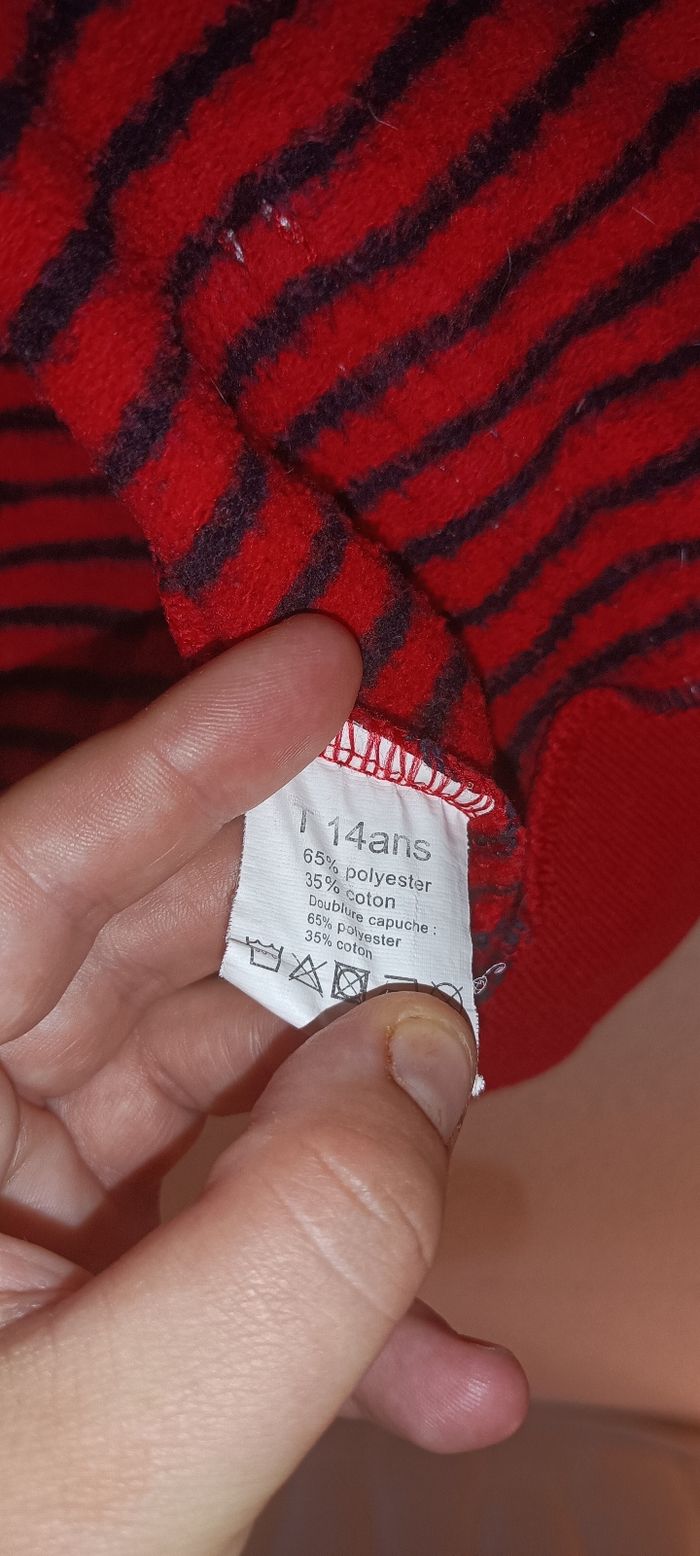 T 14ans
65% polyester
35% coton
Doublure capuche :
65% polyester
35% coton